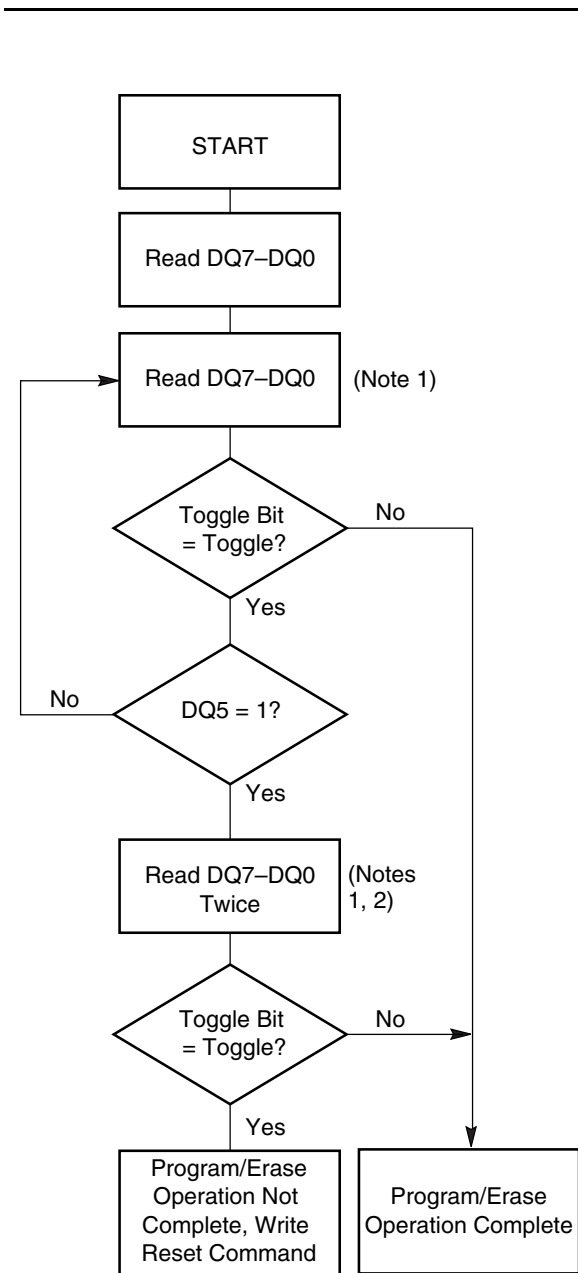 START
Read DQ7–DQ0
Read DQ7–DQ0
(Note 1)
Toggle Bit
= Toggle?
No
Yes
No
DQ5 = 1?
Yes
Read DQ7–DQ0
Twice
(Notes
1, 2)
Toggle Bit
= Toggle?
No
Yes
Program/Erase
Operation Not
Complete, Write
Reset Command
Program/Erase
Operation Complete